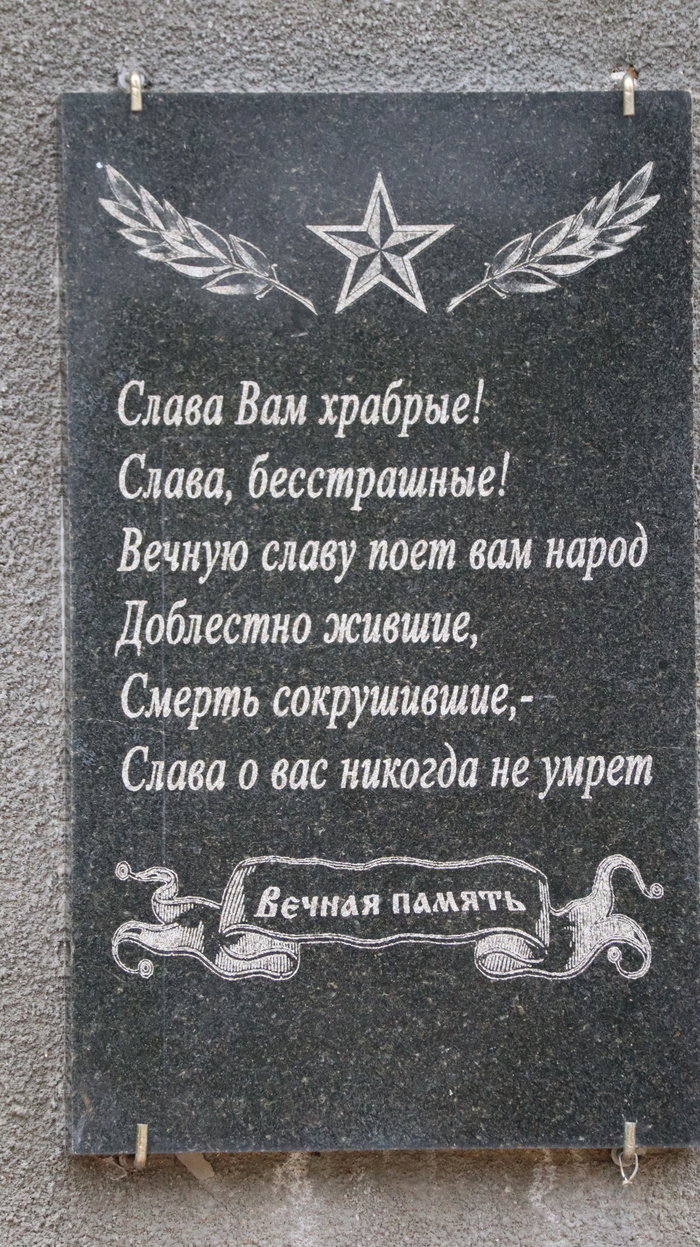 Слава Вам храбрые!
Слава, бесстрашные!
Вечную славу поет вам народ
Доблестно жившие,
Смерть сокрушившие,-
Слава о вас никогда не умрет
Вечная память